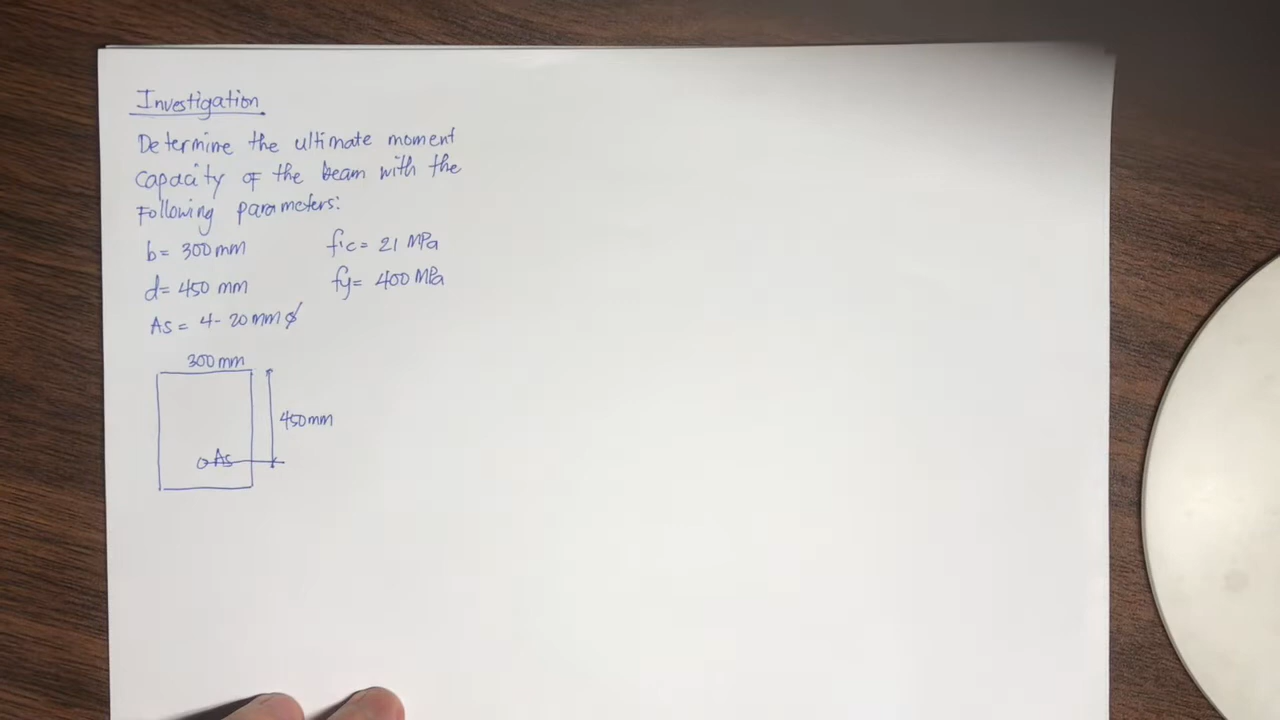 Investigation
Determine the ultimate moment
capacity of the beam with the
following parameters:
b = 300 mm f'c = 21 MPa
d = 450 mm fy = 400 MPa
As = 4 - 20 mm ∅
300 mm
450 mm
As